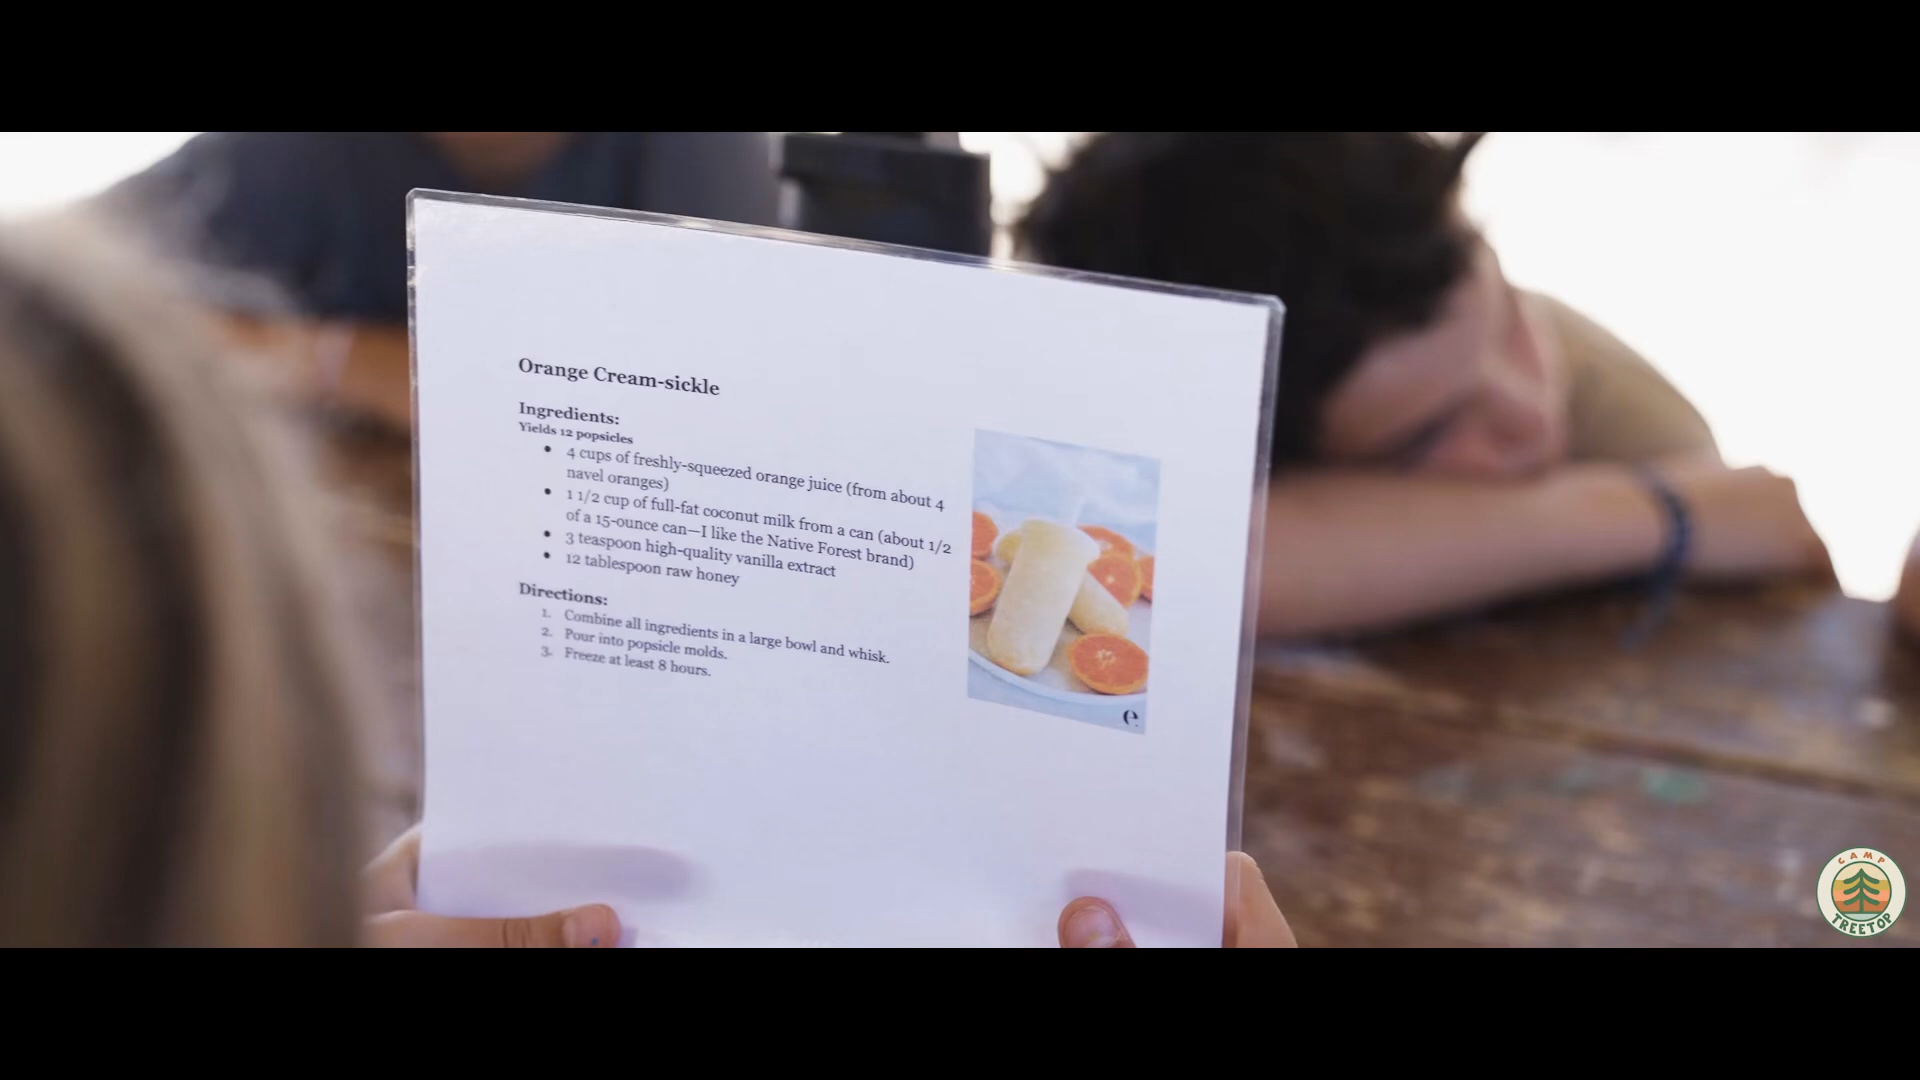 Orange Cream-sickle
Ingredients:
Yields 12 popsicles
• 4 cups of freshly-squeezed orange juice (from about 4
navel oranges)
• 1 1/2 cup of full-fat coconut milk from a can (about 1/2
of a 15-ounce can—I like the Native Forest brand)
• 3 teaspoon high-quality vanilla extract
• 12 tablespoon raw honey
Directions:
1. Combine all ingredients in a large bowl and whisk.
2. Pour into popsicle molds.
3. Freeze at least 8 hours.
e.
CAMP
TREETOP